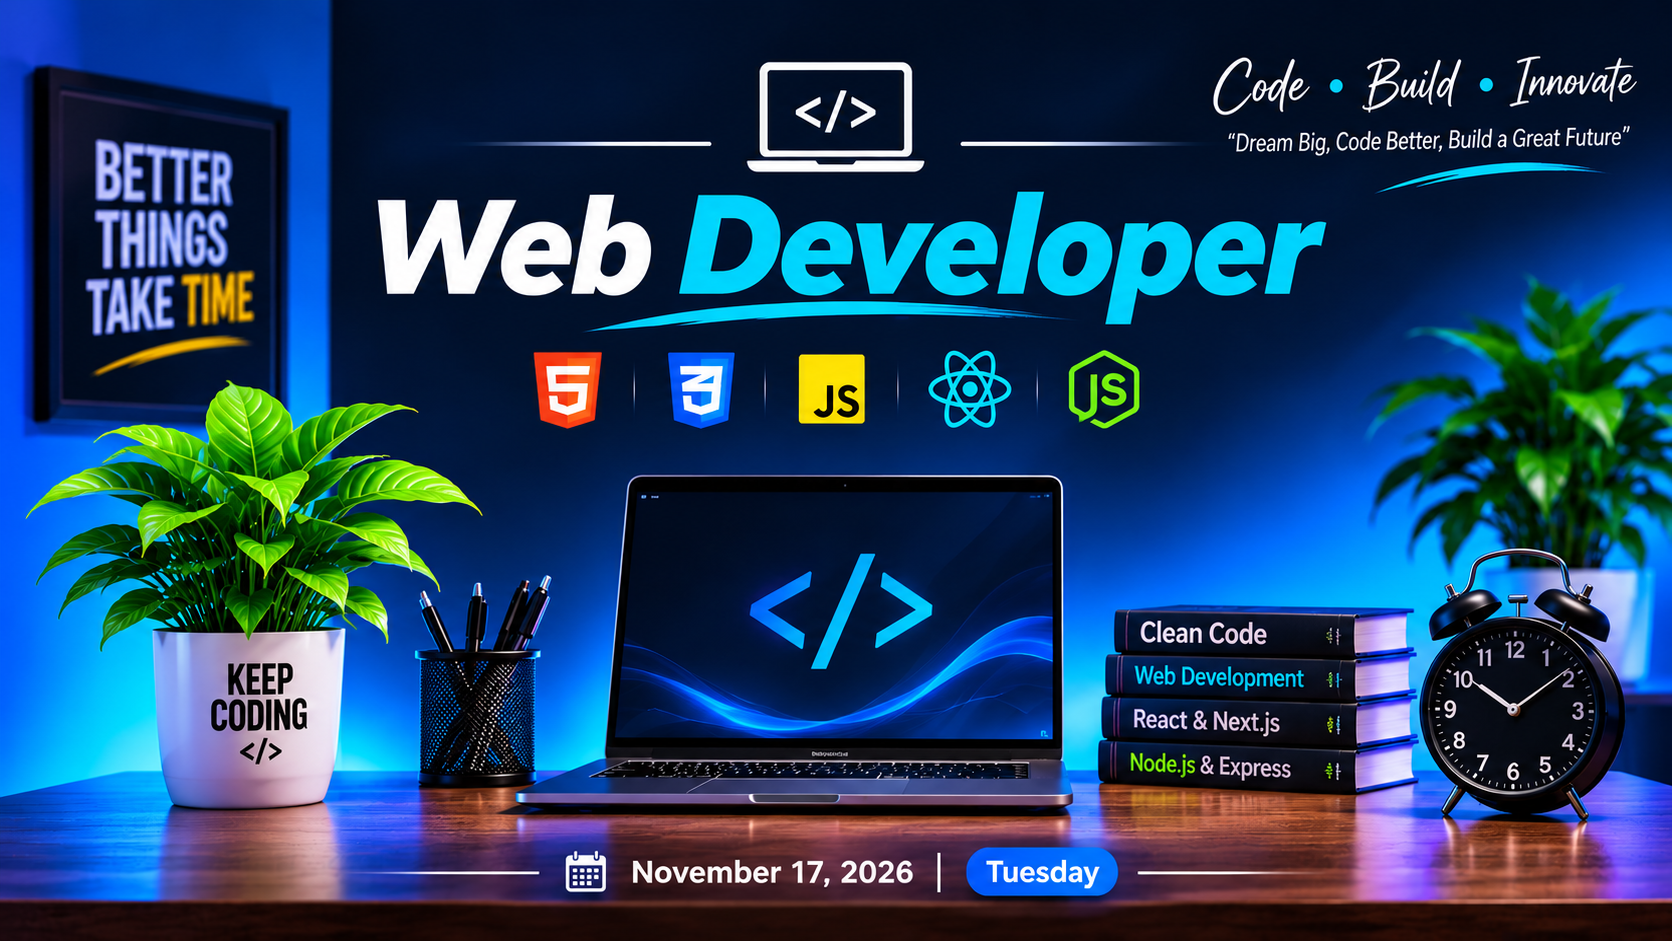 BETTER
THINGS
TAKE TIME
</>
Code • Build • Innovate
“Dream Big, Code Better, Build a Great Future”
Web Developer
5
3
JS
JS
</>
KEEP
CODING
</>
Clean Code
Web Development
React & Next.js
Node.js & Express
12
1
2
3
4
5
6
7
8
9
10
11
November 17, 2026 | Tuesday